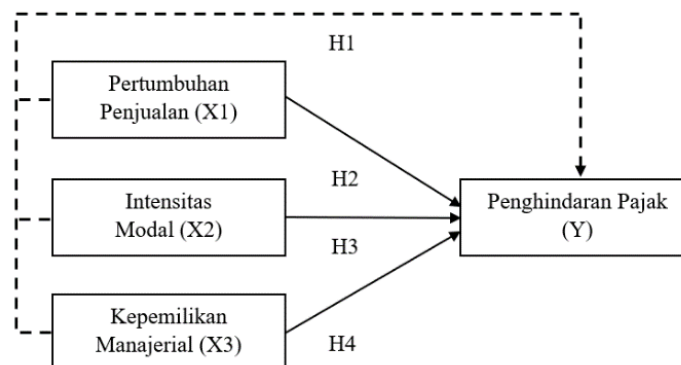 H1
Pertumbuhan
Penjualan (X1)
H2
Intensitas
Modal (X2)
Penghindaran Pajak
(Y)
H3
Kepemilikan
Manajerial (X3)
H4